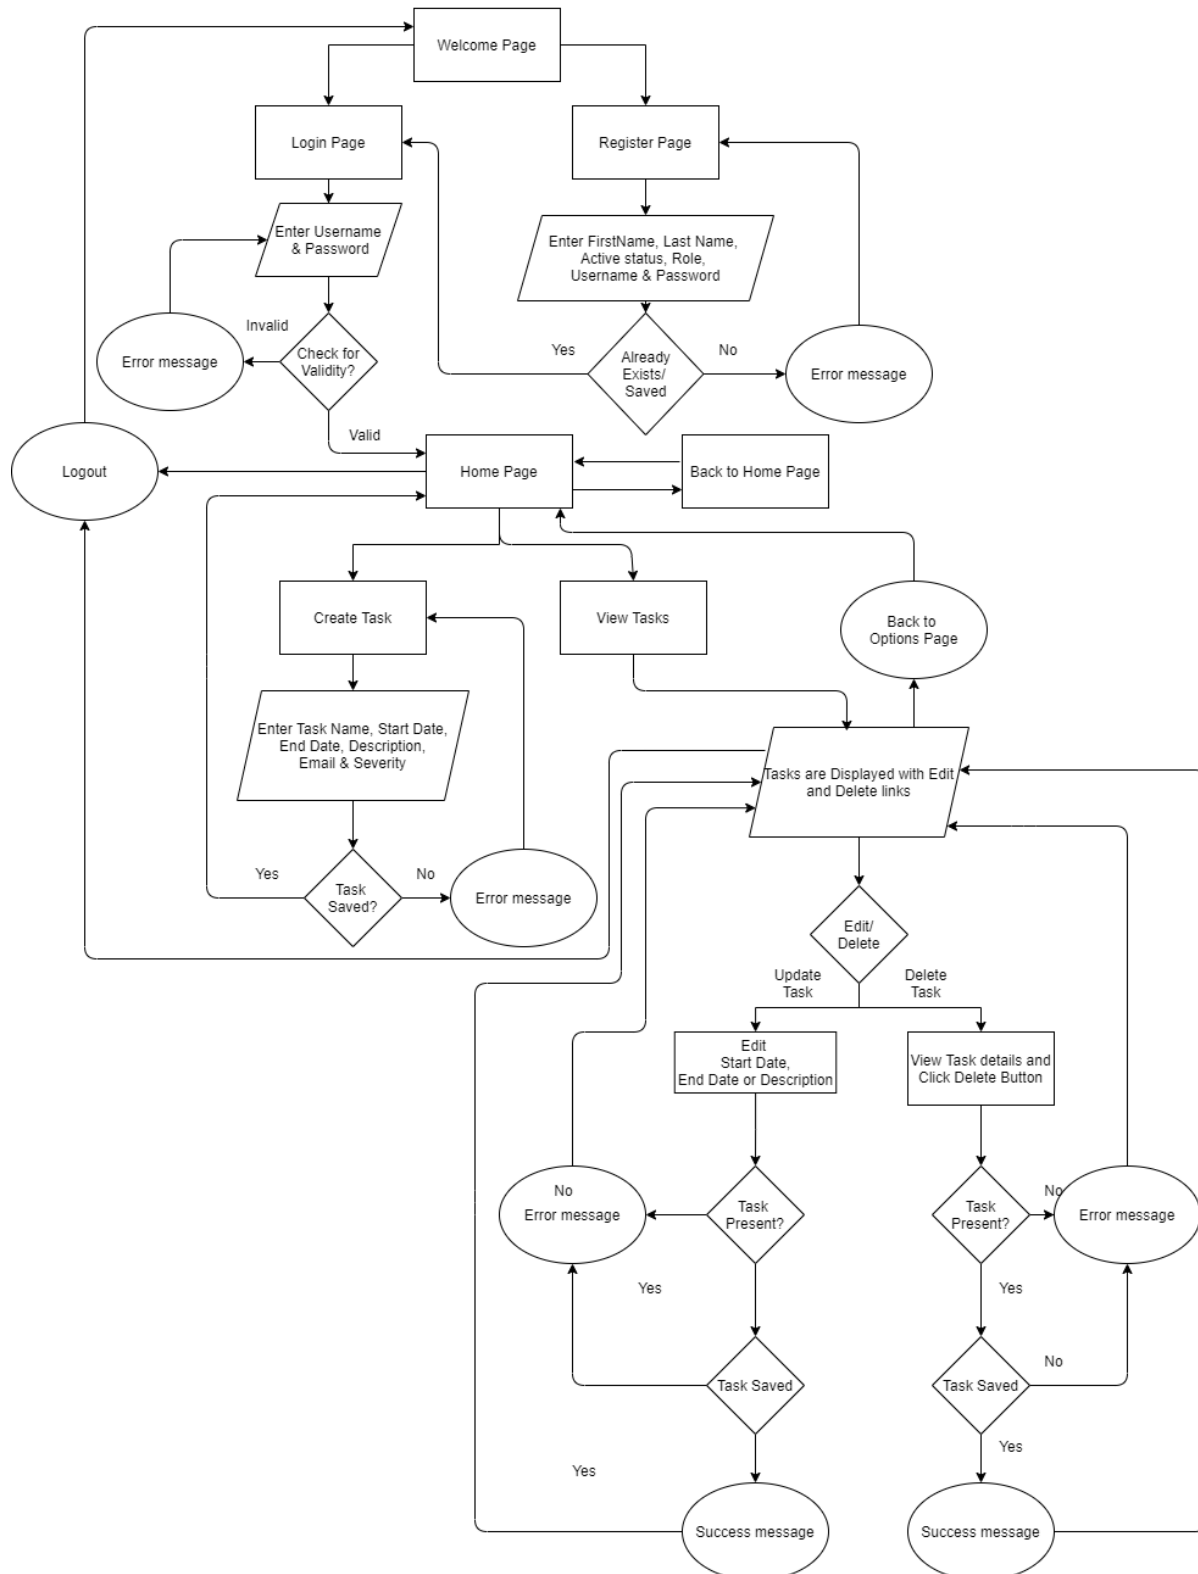 Welcome Page
Login Page
Register Page
Enter Username
& Password
Enter FirstName, Last Name,
Active status, Role,
Username & Password
Invalid
Error message
Check for
Validity?
Yes
Already
Exists/
Saved
No
Error message
Valid
Logout
Home Page
Back to Home Page
Create Task
View Tasks
Back to
Options Page
Enter Task Name, Start Date,
End Date, Description,
Email & Severity
Tasks are Displayed with Edit
and Delete links
Yes
Task
Saved?
No
Error message
Edit/
Delete
Update
Task
Delete
Task
Edit
Start Date,
End Date or Description
View Task details and
Click Delete Button
No
Error message
Task
Present?
Task
Present?
No
Error message
Yes
Yes
Task Saved
Task Saved
No
Yes
Yes
Success message
Success message